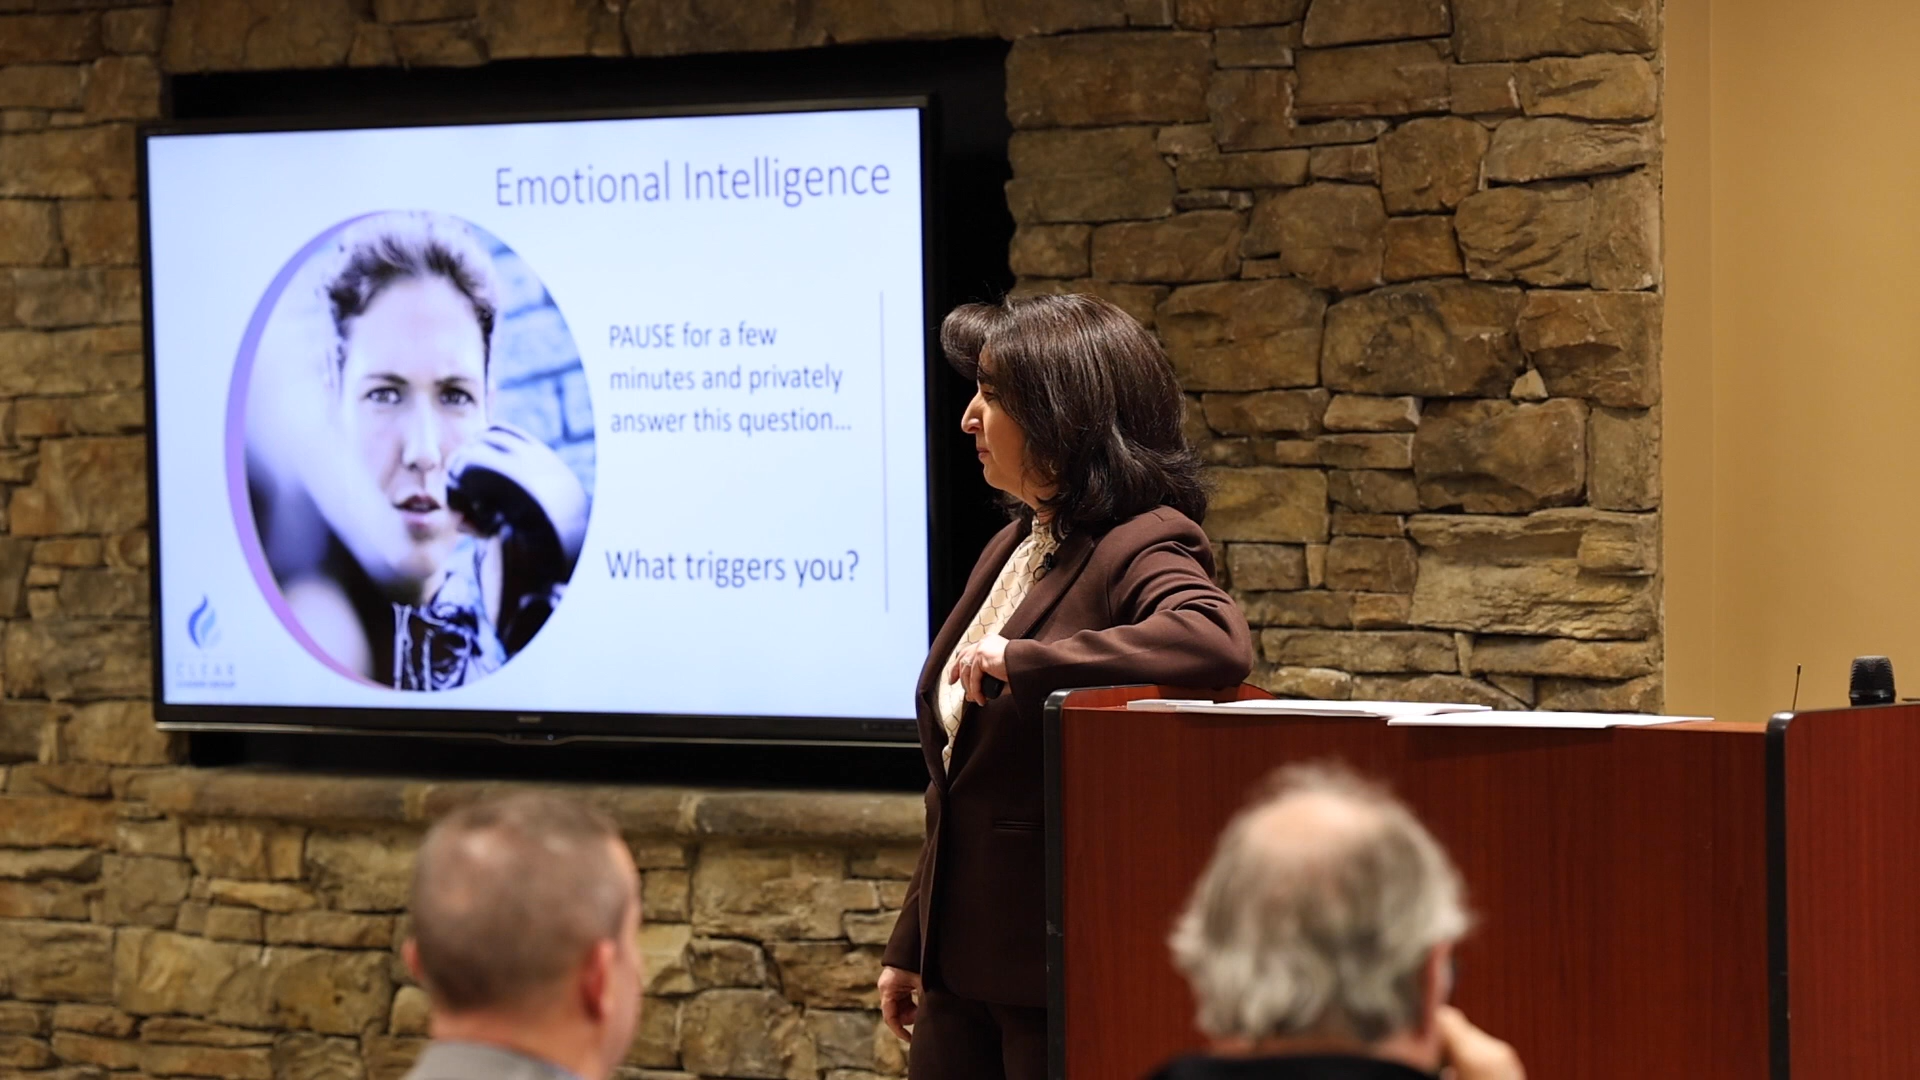 Emotional Intelligence
PAUSE for a few
minutes and privately
answer this question...
What triggers you?
CLEAR